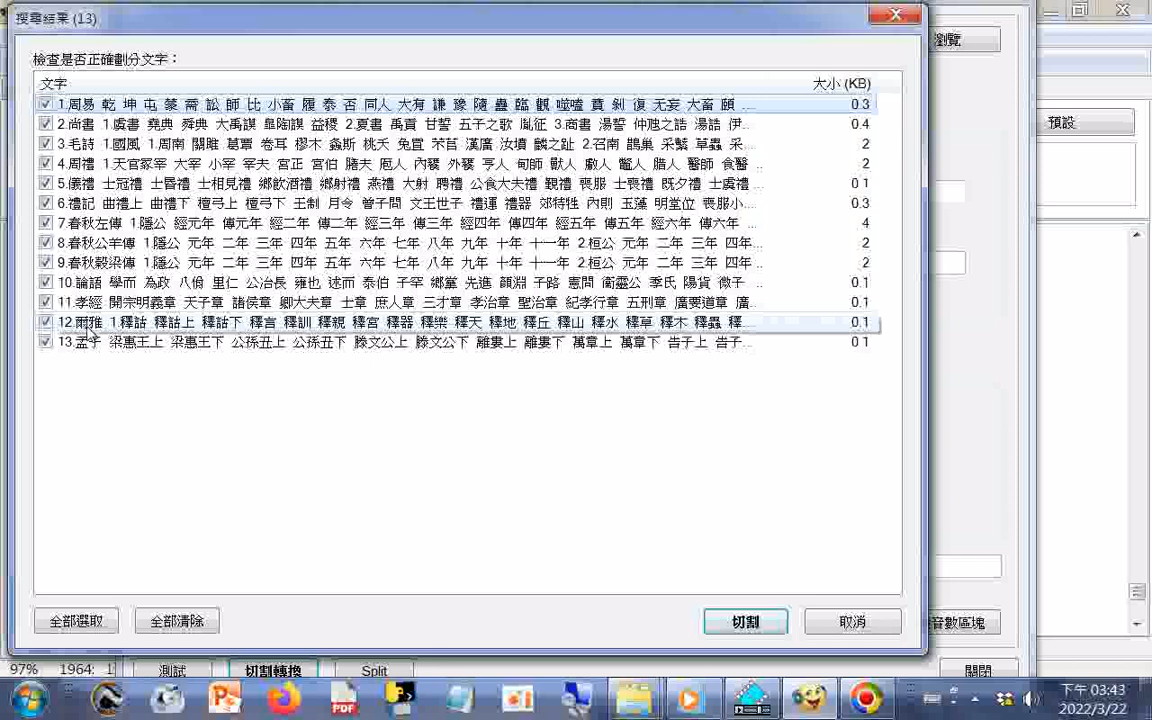 搜尋結果 (13)
檢查是否正確劃分文字：
文字 大小 (KB)
1.周易 乾 坤 屯 蒙 需 訟 師 比 小畜 履 泰 否 同人 大有 謙 豫 隨 蠱 臨 觀 噬嗑 賁 剝 復 无妄 大畜 頤 ... 0.3
2.尚書 1.虞書 堯典 舜典 大禹謨 皐陶謨 益稷 2.夏書 禹貢 甘誓 五子之歌 胤征 3.商書 湯誓 仲虺之誥 湯誥 伊... 0.4
3.毛詩 1.國風 1.周南 關雎 葛覃 卷耳 樛木 螽斯 桃夭 兔罝 芣苢 漢廣 汝墳 麟之趾 2.召南 鵲巢 采蘩 草蟲 采... 2
4.周禮 1.天官冢宰 大宰 小宰 宰夫 宮正 宮伯 膳夫 庖人 內饔 外饔 亨人 甸師 獸人 䱷人 鼈人 腊人 醫師 食醫 2
5.儀禮 士冠禮 士昏禮 士相見禮 鄉飲酒禮 鄉射禮 燕禮 大射 聘禮 公食大夫禮 覲禮 喪服 士喪禮 既夕禮 士虞禮 ... 0.1
6.禮記 曲禮上 曲禮下 檀弓上 檀弓下 王制 月令 曾子問 文王世子 禮運 禮器 郊特牲 內則 玉藻 明堂位 喪服小... 0.3
7.春秋左傳 1.隱公 經元年 傳元年 經二年 傳二年 經三年 傳三年 經四年 傳四年 經五年 傳五年 經六年 傳六年... 4
8.春秋公羊傳 1.隱公 元年 二年 三年 四年 五年 六年 七年 八年 九年 十年 十一年 2.桓公 元年 二年 三年 四年... 2
9.春秋穀梁傳 1.隱公 元年 二年 三年 四年 五年 六年 七年 八年 九年 十年 十一年 2.桓公 元年 二年 三年 四年... 2
10.論語 學而 為政 八佾 里仁 公冶長 雍也 述而 泰伯 子罕 鄉黨 先進 顏淵 子路 憲問 衞靈公 季氏 陽貨 微子 ... 0.1
11.孝經 開宗明義章 天子章 諸侯章 卿大夫章 士章 庶人章 三才章 孝治章 聖治章 紀孝行章 五刑章 廣要道章 廣... 0.1
12.爾雅 1.釋詁 釋詁上 釋詁下 釋言 釋訓 釋親 釋宮 釋器 釋樂 釋天 釋地 釋丘 釋山 釋水 釋草 釋木 釋蟲 釋... 0.1
13.孟子 梁惠王上 梁惠王下 公孫丑上 公孫丑下 滕文公上 滕文公下 離婁上 離婁下 萬章上 萬章下 告子上 告子... 0.1
全部選取 全部清除 切割 取消
瀏覽
預設
音數區塊
97% 1964: 1
測試 切割轉換 Split 關閉
PDF
下午 03:43
2022/3/22